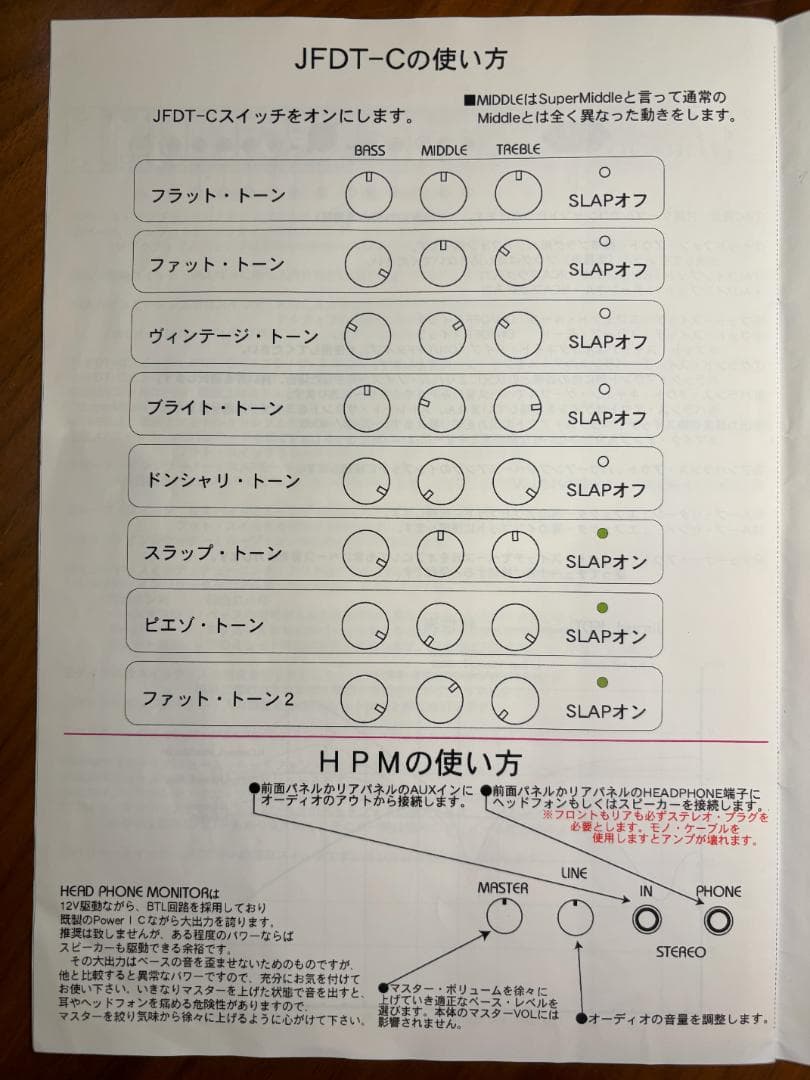 JFDT-Cの使い方
■MIDDLEはSuperMiddleと言って通常の
Middleとは全く異なった動きをします。
JFDT-Cスイッチをオンにします。
BASS MIDDLE TREBLE
フラット・トーン SLAPオフ
ファット・トーン SLAPオフ
ヴィンテージ・トーン SLAPオフ
ブライト・トーン SLAPオフ
ドンシャリ・トーン SLAPオフ
スラップ・トーン SLAPオン
ピエゾ・トーン SLAPオン
ファット・トーン2 SLAPオン
HPMの使い方
●前面パネルかリアパネルのAUXインに
オーディオのアウトから接続します。
●前面パネルかリアパネルのHEADPHONE端子に
ヘッドフォンもしくはスピーカーを接続します。
※フロントもリアも必ずステレオ・プラグを
必要とします。モノ・ケーブルを
使用しますとアンプが壊れます。
MASTER LINE IN PHONE
STEREO
HEAD PHONE MONITORは
12V駆動ながら、BTL回路を採用しており
既製のPowerICながら大出力を誇ります。
推奨は致しませんが、ある程度のパワーならば
スピーカーも駆動できる余裕です。
その大出力はベースの音を歪ませないためのものですが、
他と比較すると異常なパワーですので、充分にお気を付けて
お使い下さい。いきなりマスターを上げた状態で音を出すと、
耳やヘッドフォンを痛める危険性がありますので、
マスターを絞り気味から徐々に上げるように心がけて下さい。
●マスター・ボリュームを徐々に
上げていき適正なベース・レベルを
選びます。本体のマスターVOLには
影響されません。
●オーディオの音量を調整します。